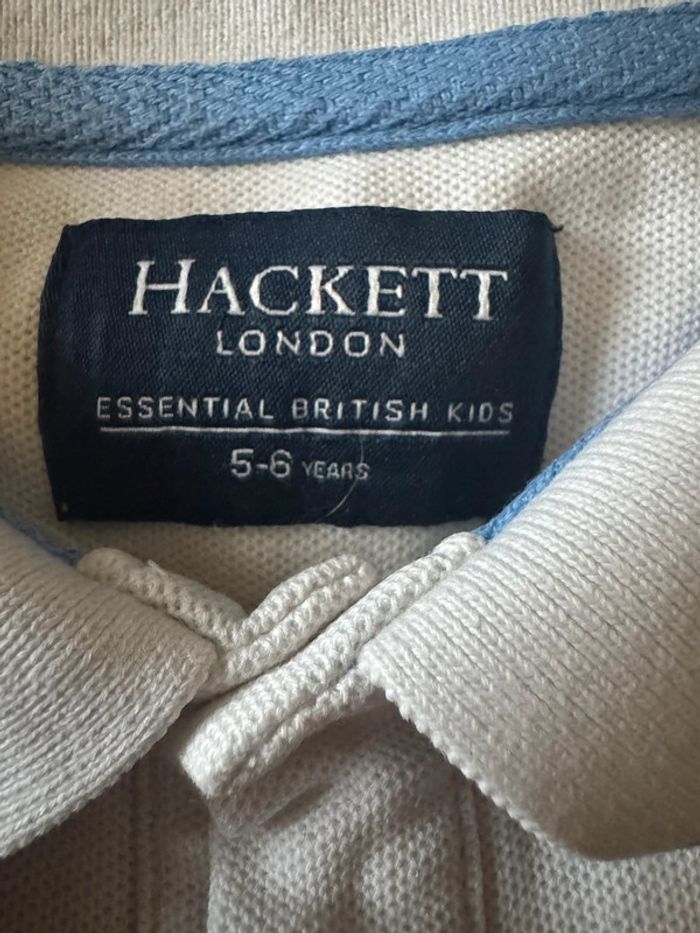 HACKETT
LONDON
ESSENTIAL BRITISH KIDS
5-6 YEARS